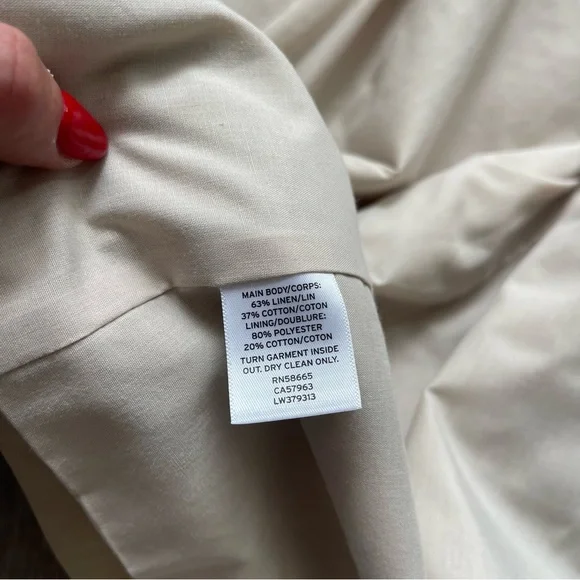 MAIN BODY/CORPS:
63% LINEN/LIN
37% COTTON/COTON
LINING/DOUBLURE:
80% POLYESTER
20% COTTON/COTON
TURN GARMENT INSIDE
OUT. DRY CLEAN ONLY.
RN58665
CA57963
LW379313